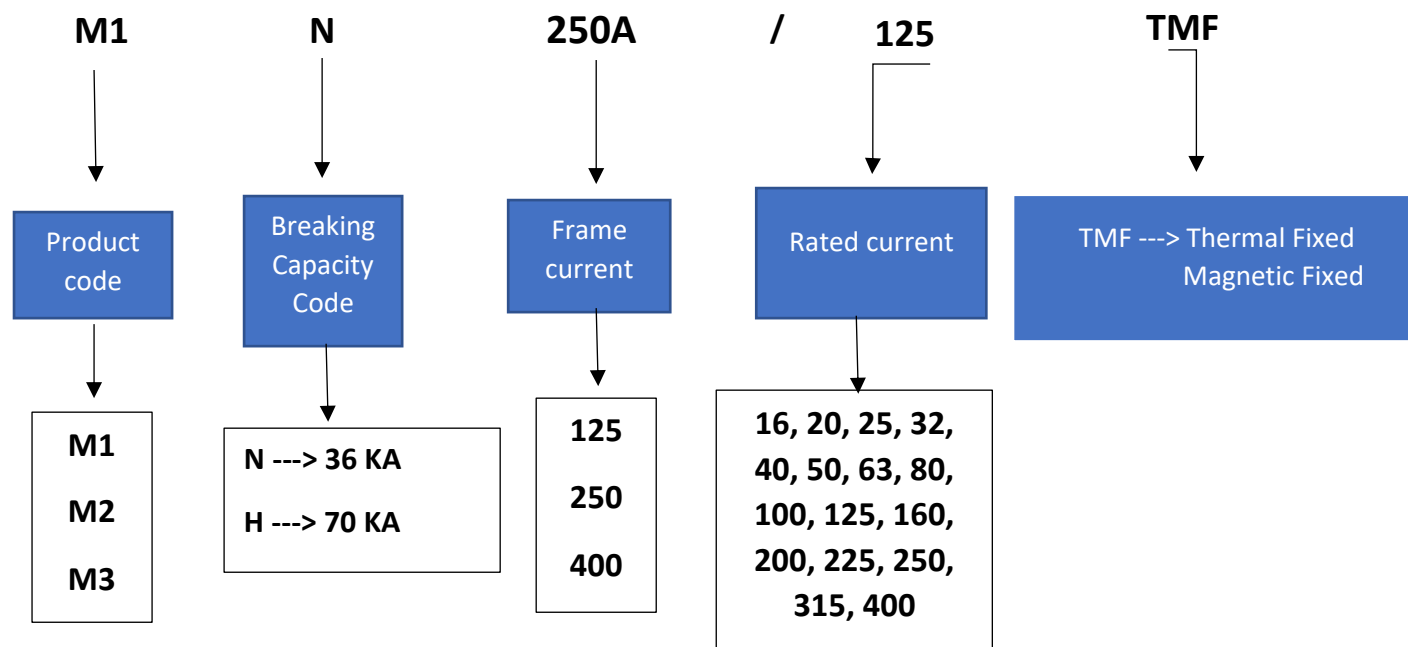 M1 N 250A / 125 TMF
Product
code
Breaking
Capacity
Code
Frame
current
Rated current
TMF ---> Thermal Fixed
Magnetic Fixed
M1
M2
M3
N ---> 36 KA
H ---> 70 KA
125
250
400
16, 20, 25, 32,
40, 50, 63, 80,
100, 125, 160,
200, 225, 250,
315, 400